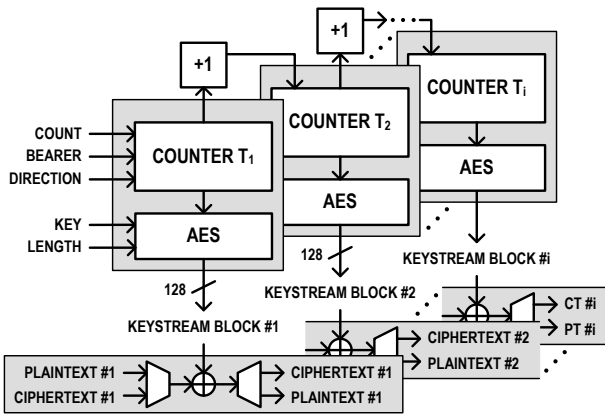 +1
+1
COUNTER Ti
COUNTER T2
COUNT
BEARER
DIRECTION
COUNTER T1
AES
AES
KEY
LENGTH
AES
128
128
KEYSTREAM BLOCK #i
KEYSTREAM BLOCK #2
KEYSTREAM BLOCK #1
CT #i
PT #i
CIPHERTEXT #2
PLAINTEXT #2
PLAINTEXT #1
CIPHERTEXT #1
CIPHERTEXT #1
PLAINTEXT #1